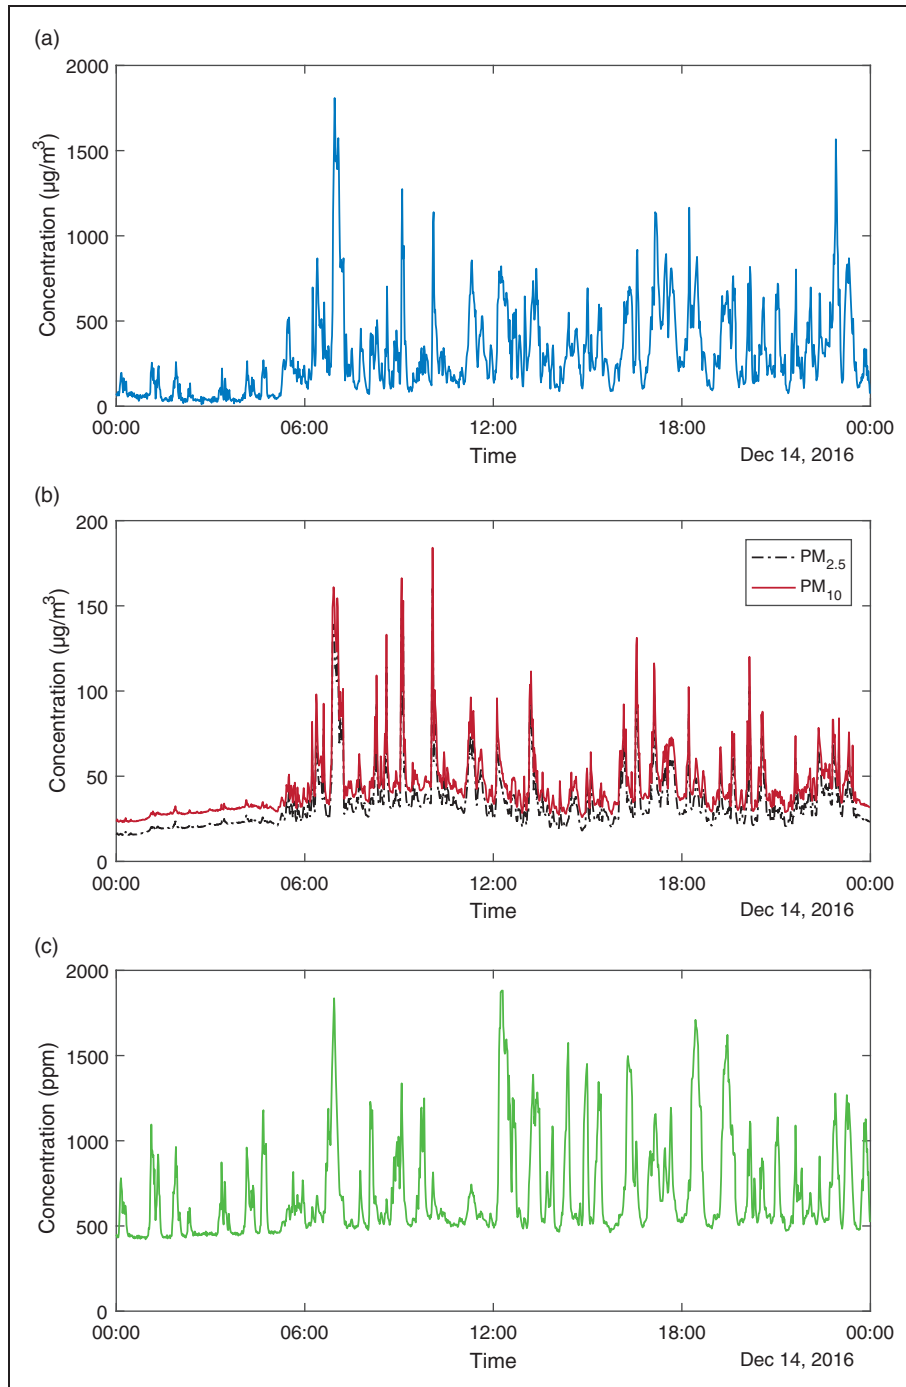 (a)
2000
1500
1000
500
0
Concentration (µg/m³)
00:00 06:00 12:00 18:00 00:00
Time
Dec 14, 2016
(b)
200
150
100
50
0
Concentration (µg/m³)
PM2.5
PM10
00:00 06:00 12:00 18:00 00:00
Time
Dec 14, 2016
(c)
2000
1500
1000
500
0
Concentration (ppm)
00:00 06:00 12:00 18:00 00:00
Time
Dec 14, 2016